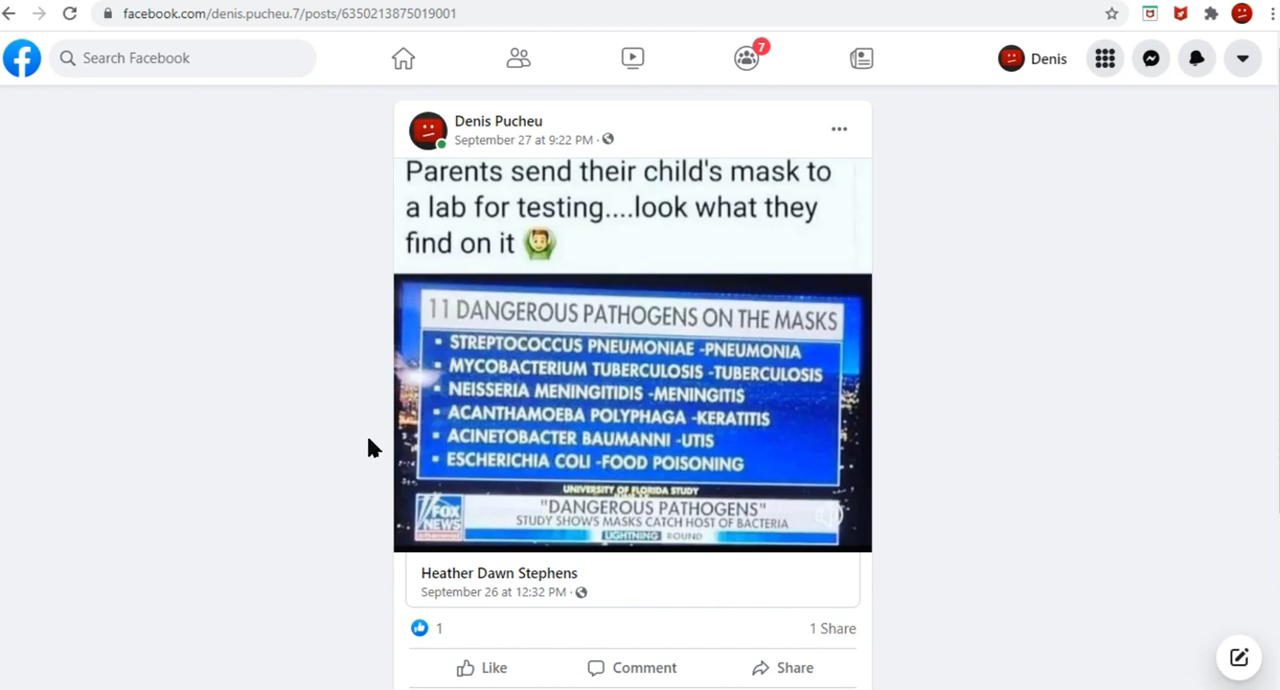 facebook.com/denis.pucheu.7/posts/6350213875019001
Search Facebook
7
Denis
Denis Pucheu
September 27 at 9:22 PM ·
Parents send their child's mask to
a lab for testing....look what they
find on it
11 DANGEROUS PATHOGENS ON THE MASKS
▪ STREPTOCOCCUS PNEUMONIAE -PNEUMONIA
▪ MYCOBACTERIUM TUBERCULOSIS -TUBERCULOSIS
▪ NEISSERIA MENINGITIDIS -MENINGITIS
▪ ACANTHAMOEBA POLYPHAGA -KERATITIS
▪ ACINETOBACTER BAUMANNI -UTIS
▪ ESCHERICHIA COLI -FOOD POISONING
UNIVERSITY OF FLORIDA STUDY
FOX
NEWS
"DANGEROUS PATHOGENS"
STUDY SHOWS MASKS CATCH HOST OF BACTERIA
LIGHTNING ROUND
Heather Dawn Stephens
September 26 at 12:32 PM ·
1
1 Share
Like
Comment
Share